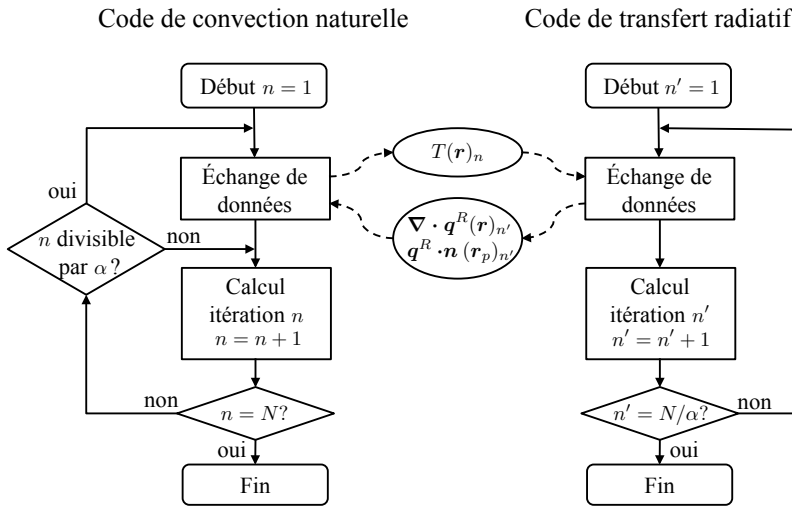 Code de convection naturelle
Code de transfert radiatif
Début n = 1
Début n′ = 1
T(r)ₙ
Échange de
données
Échange de
données
oui
∇ · qᴿ(r)ₙ′
qᴿ ·n (rₚ)ₙ′
n divisible
par α ?
non
Calcul
itération n
n = n + 1
Calcul
itération n′
n′ = n′ + 1
non
n = N?
n′ = N/α?
non
oui
oui
Fin
Fin